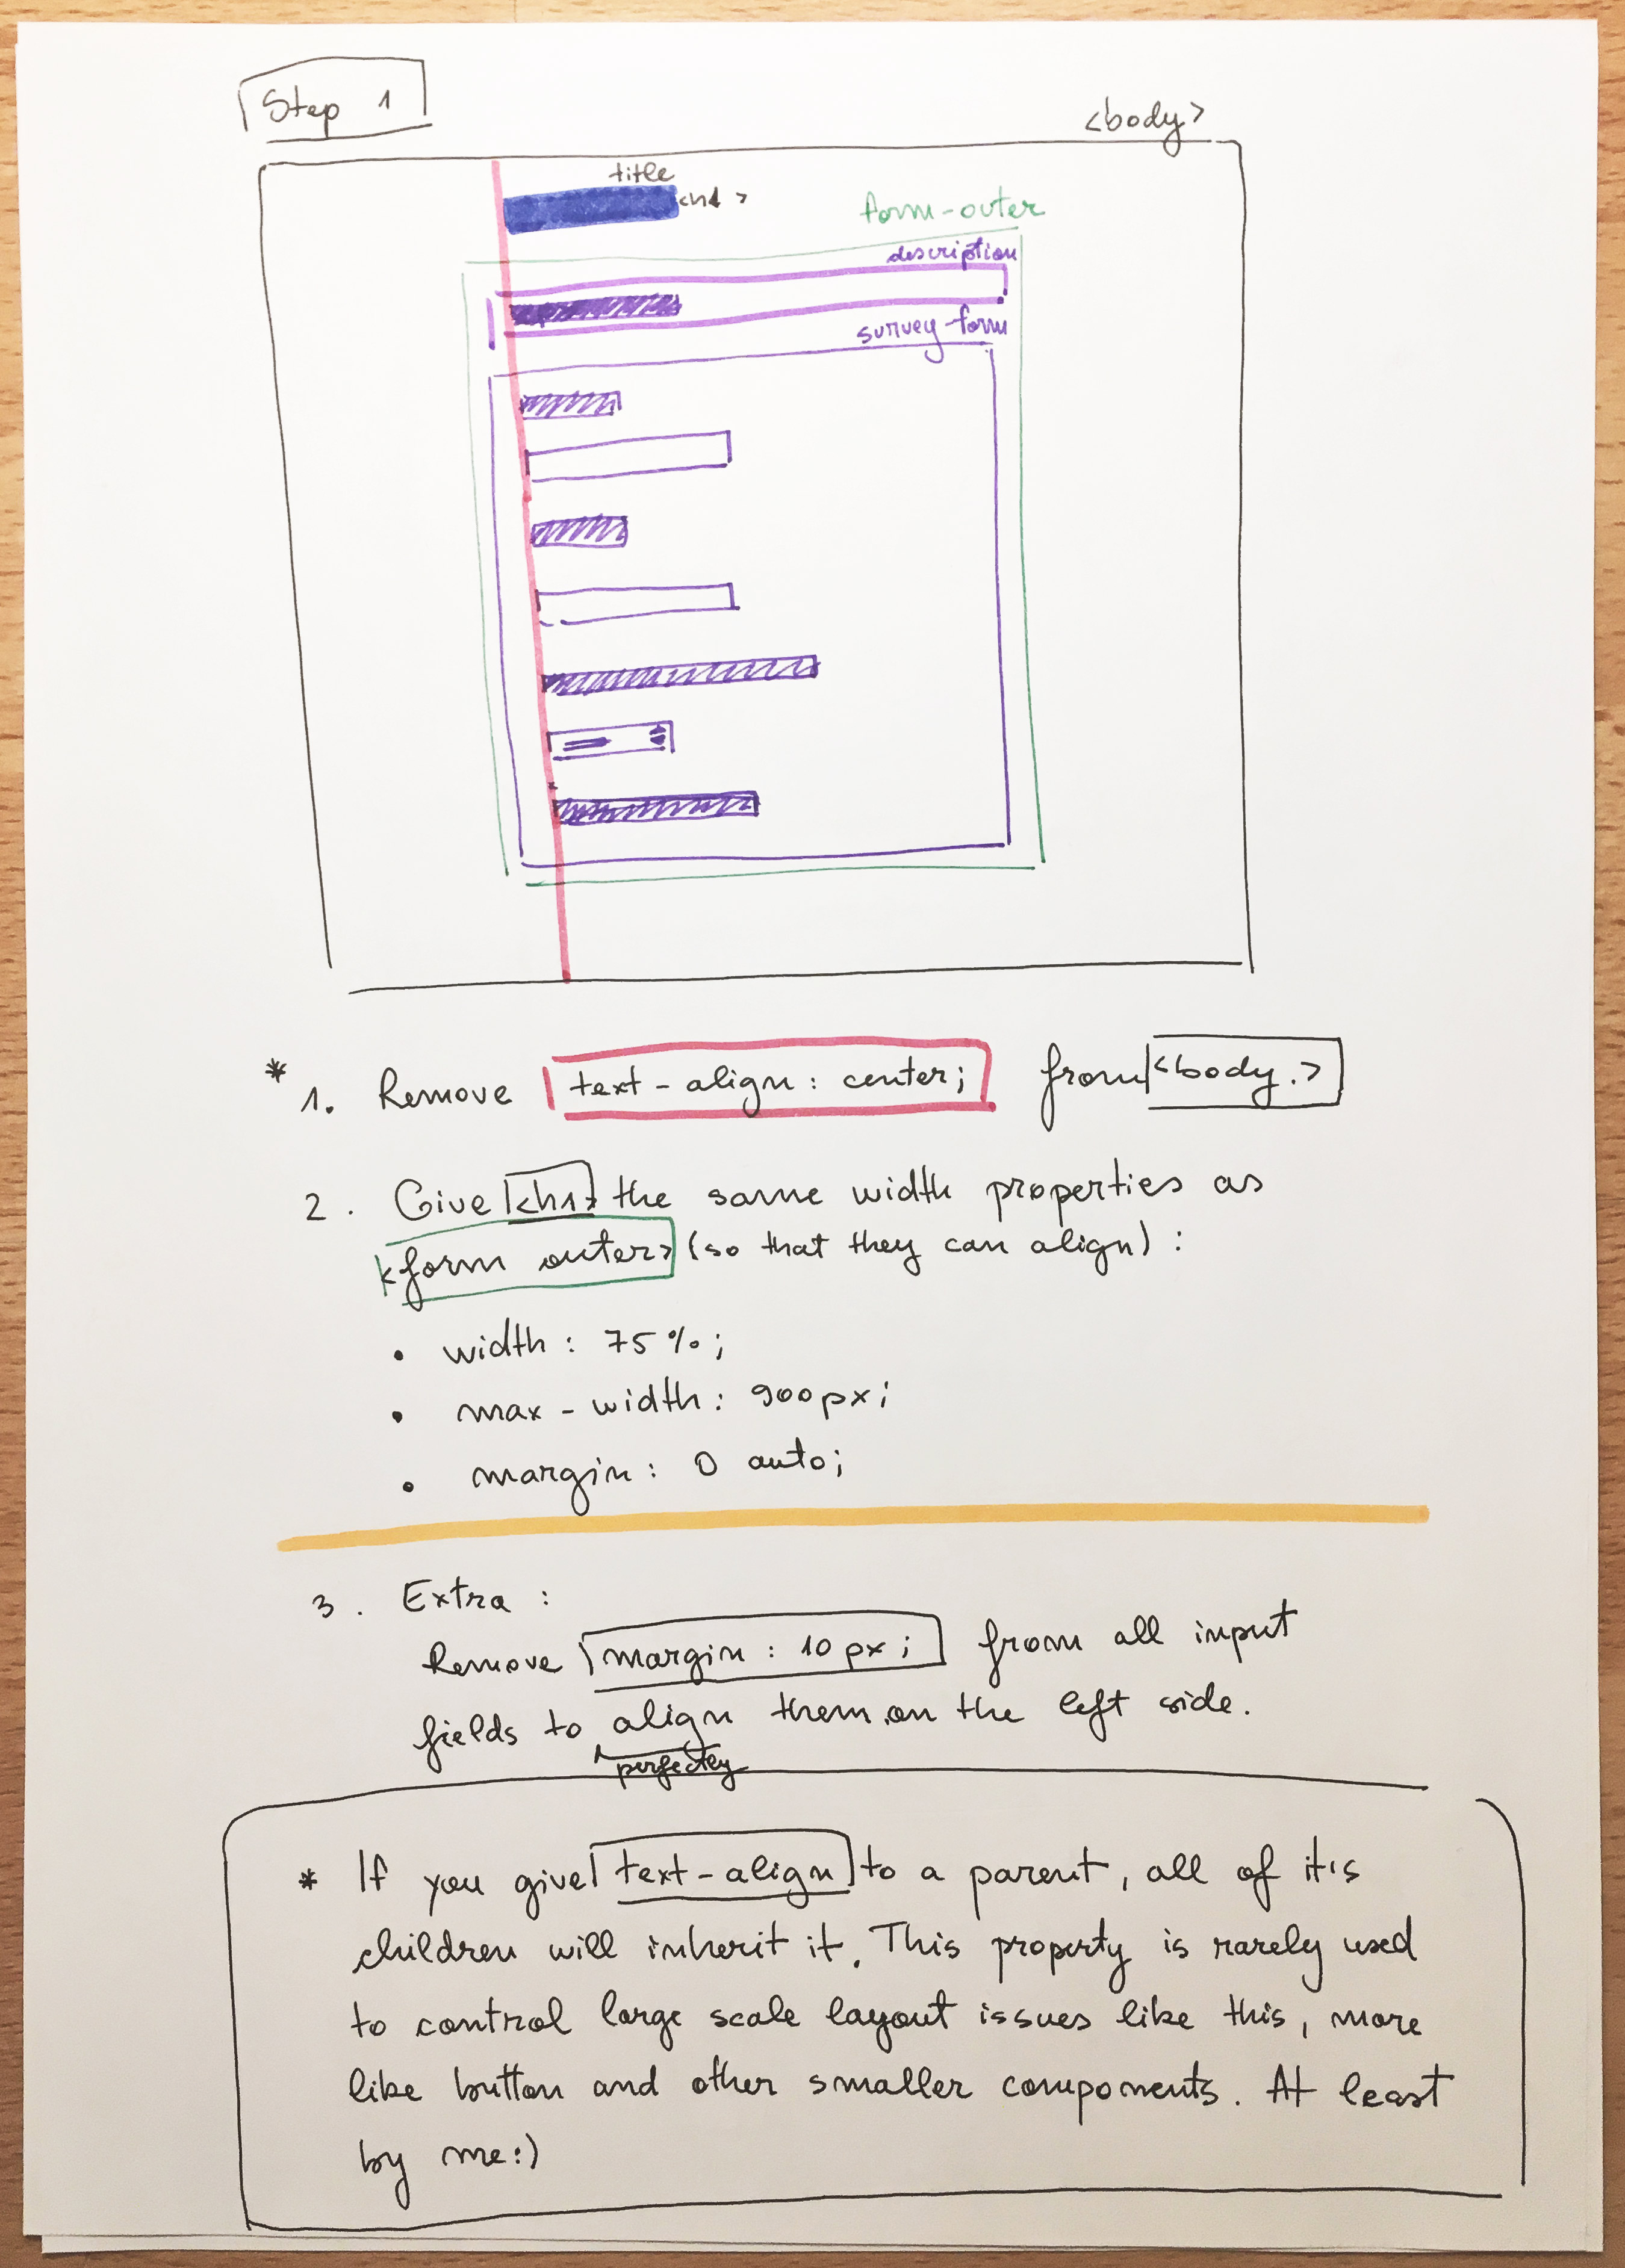 Step 1
<body>
title
<h1>
form-outer
description
survey-form
* 1. Remove text-align: center; from <body>
2. Give <h1> the same width properties as
<form outer> (so that they can align) :
• width: 75%;
• max-width: 900px;
• margin: 0 auto;
3. Extra :
Remove margin: 10px; from all input
fields to align them on the left side.
perfectly
* If you give text-align to a parent, all of it's
children will inherit it. This property is rarely used
to control large scale layout issues like this, more
like button and other smaller components. At least
by me:)